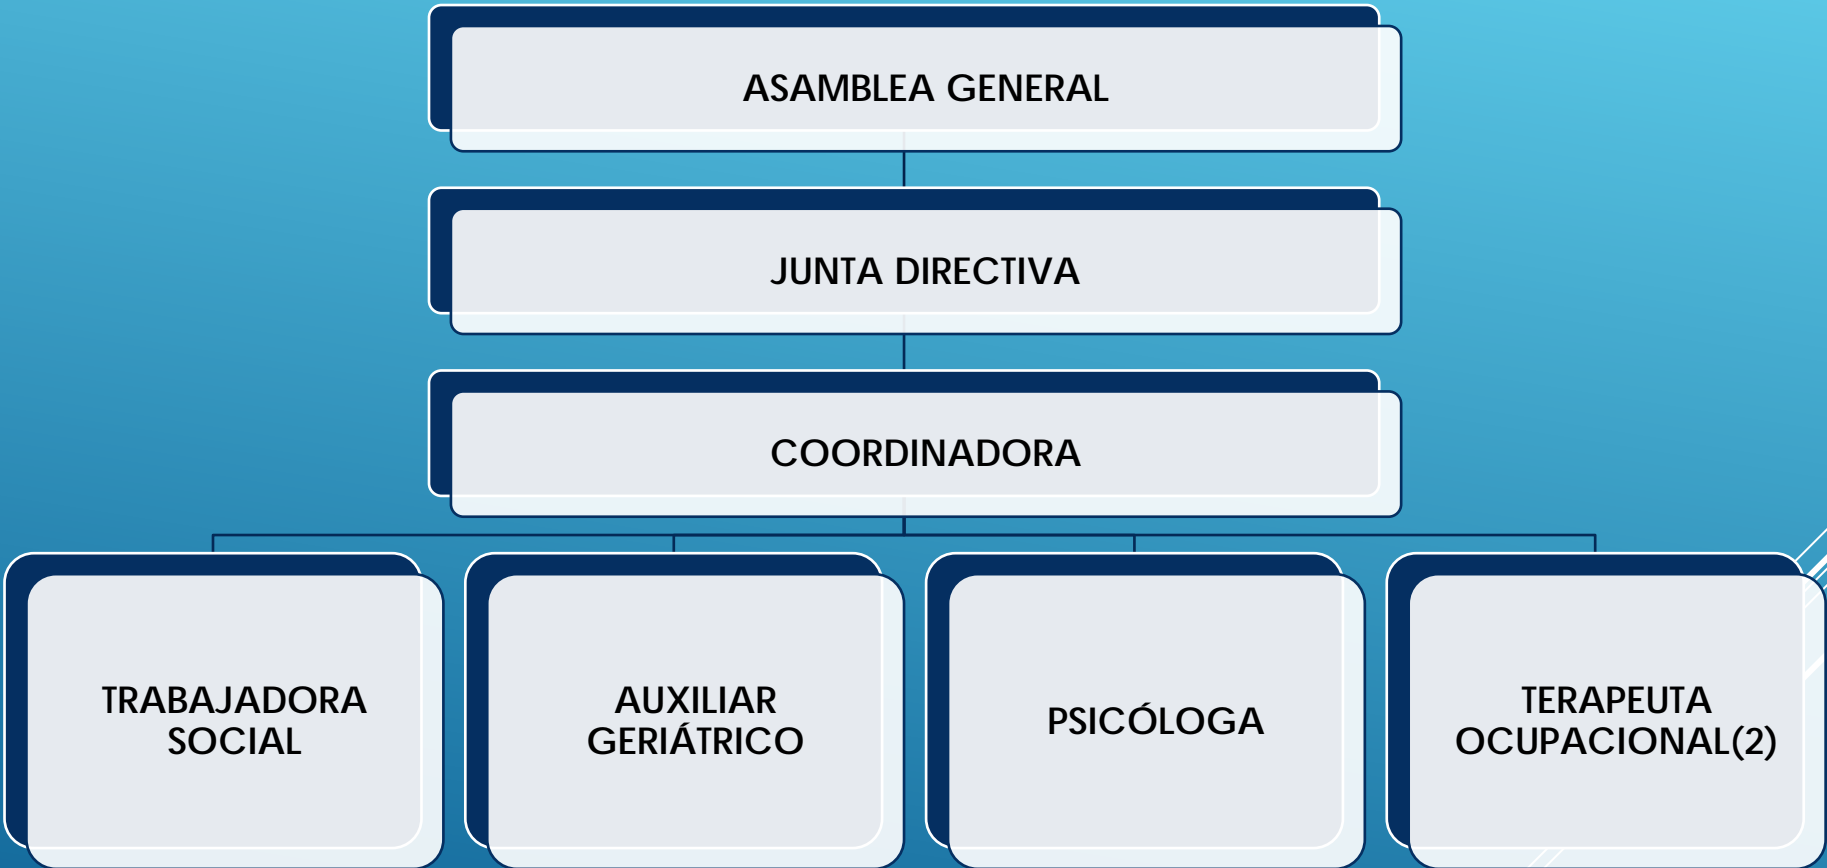 ASAMBLEA GENERAL
JUNTA DIRECTIVA
COORDINADORA
TRABAJADORA
SOCIAL
AUXILIAR
GERIÁTRICO
PSICÓLOGA
TERAPEUTA
OCUPACIONAL(2)